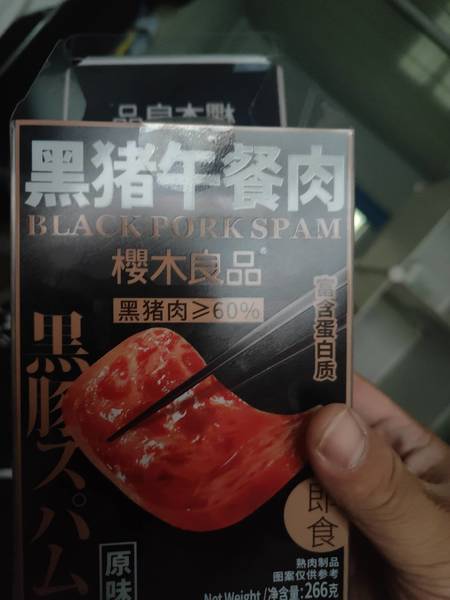 黑猪午餐肉
BLACK PORK SPAM
櫻木良品
黑猪肉≥60%
富含蛋白质
黒豚スパム
即食
原味
熟肉制品
图案仅供参考
Net Weight/净含量:266克